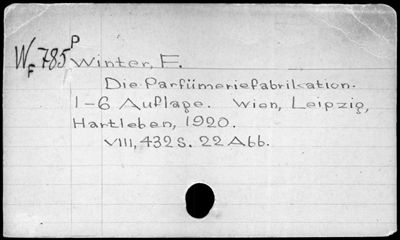 W F 785 P Winter, F.
Die Parfümeriefabrikation.
1-6 Auflage. Wien, Leipzig,
Hartleben, 1920.
VIII, 432 S. 22 Abb.